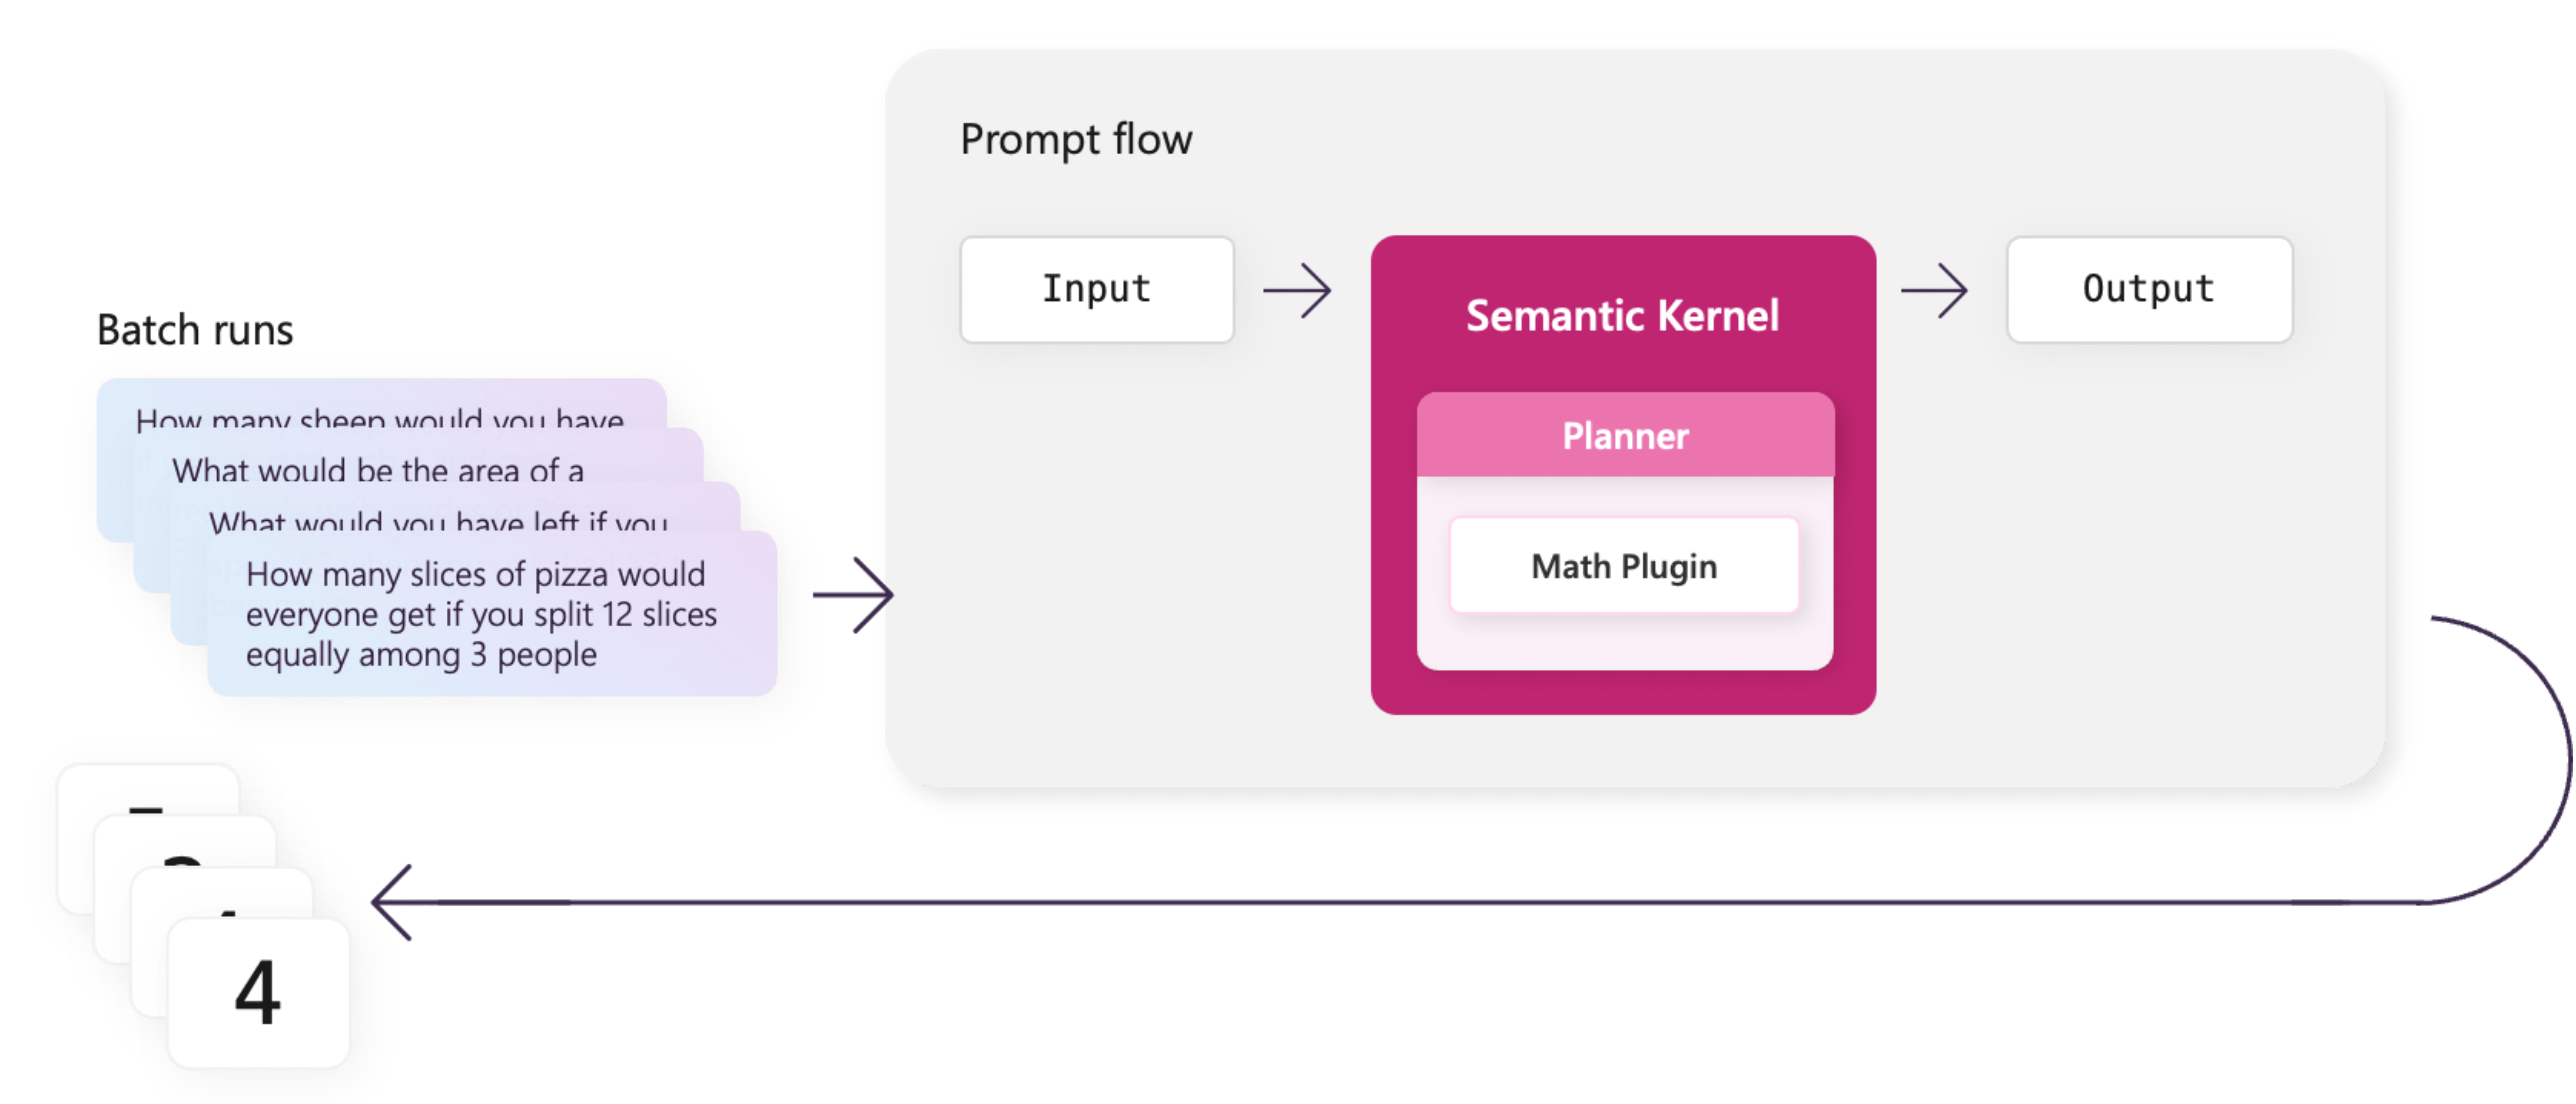 Prompt flow
Input
Semantic Kernel
Output
Planner
Math Plugin
Batch runs
How many sheep would you have
What would be the area of a
What would you have left if you
How many slices of pizza would
everyone get if you split 12 slices
equally among 3 people
4